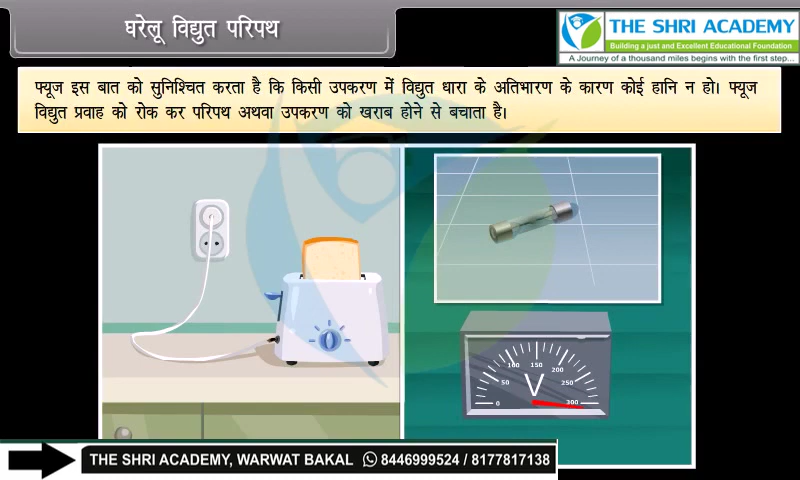 घरेलू विद्युत परिपथ
THE SHRI ACADEMY
Building a just and Excellent Educational Foundation
A Journey of a thousand miles begins with the first step...
फ्यूज इस बात को सुनिश्चित करता है कि किसी उपकरण में विद्युत धारा के अतिभारण के कारण कोई हानि न हो। फ्यूज
विद्युत प्रवाह को रोक कर परिपथ अथवा उपकरण को खराब होने से बचाता है।
0 50 100 150 200 250 300
V
THE SHRI ACADEMY, WARWAT BAKAL 8446999524 / 8177817138